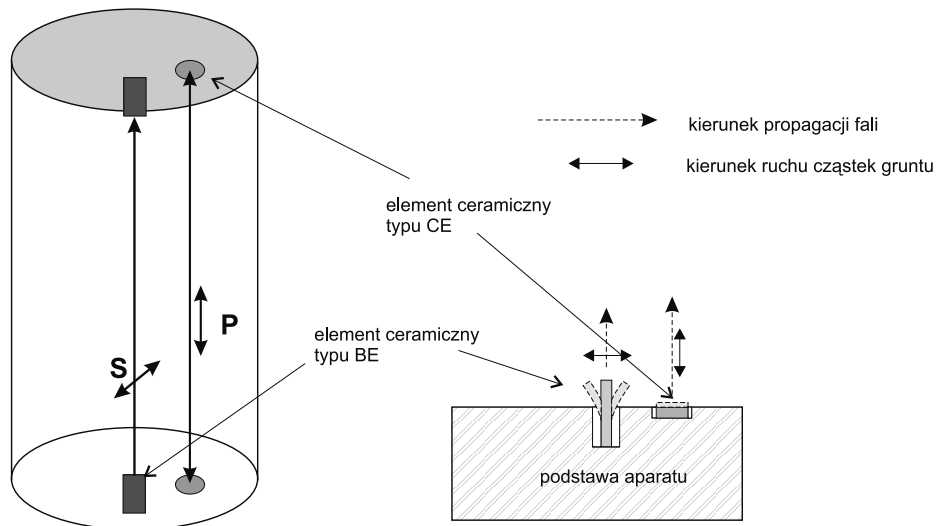 kierunek propagacji fali
kierunek ruchu cząstek gruntu
element ceramiczny
typu CE
P
element ceramiczny
typu BE
S
podstawa aparatu